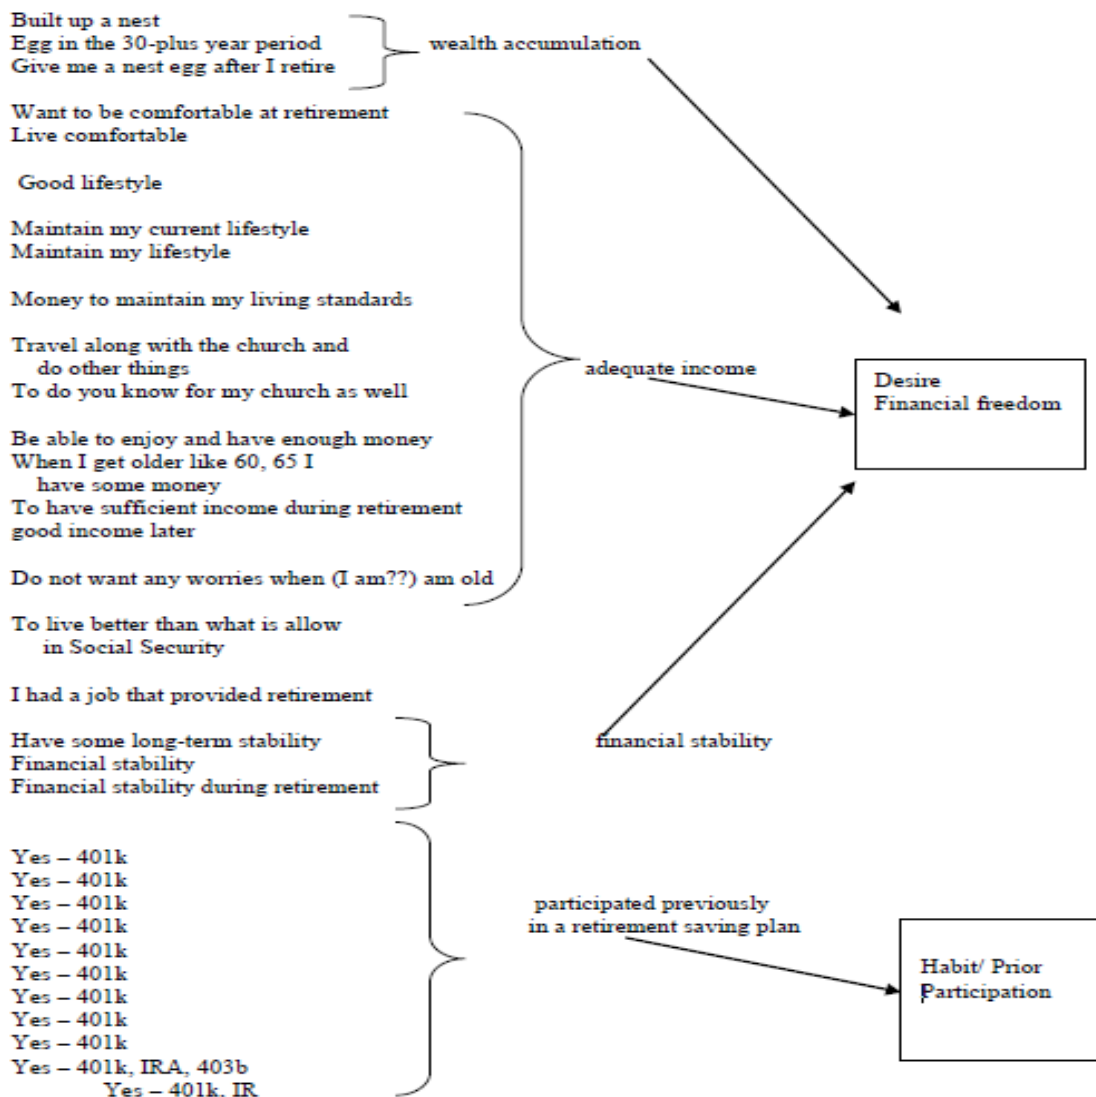 Built up a nest
Egg in the 30-plus year period
Give me a nest egg after I retire
wealth accumulation
Want to be comfortable at retirement
Live comfortable
Good lifestyle
Maintain my current lifestyle
Maintain my lifestyle
Money to maintain my living standards
Travel along with the church and
do other things
To do you know for my church as well
Be able to enjoy and have enough money
When I get older like 60, 65 I
have some money
To have sufficient income during retirement
good income later
Do not want any worries when (I am??) am old
adequate income
Desire
Financial freedom
To live better than what is allow
in Social Security
I had a job that provided retirement
Have some long-term stability
Financial stability
Financial stability during retirement
financial stability
Yes – 401k
Yes – 401k
Yes – 401k
Yes – 401k
Yes – 401k
Yes – 401k
Yes – 401k
Yes – 401k
Yes – 401k
Yes – 401k, IRA, 403b
Yes – 401k, IR
participated previously
in a retirement saving plan
Habit/ Prior
Participation